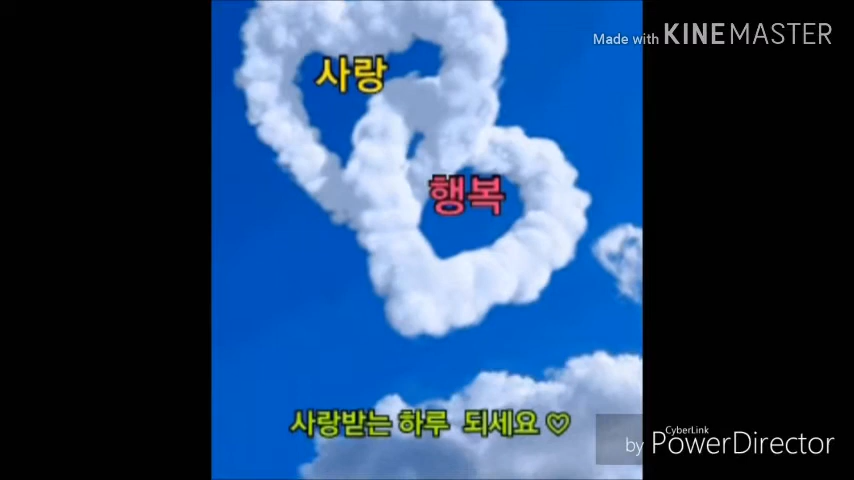 Made with KINEMASTER
사랑
행복
사랑받는 하루 되세요 ♡
CyberLink
by PowerDirector